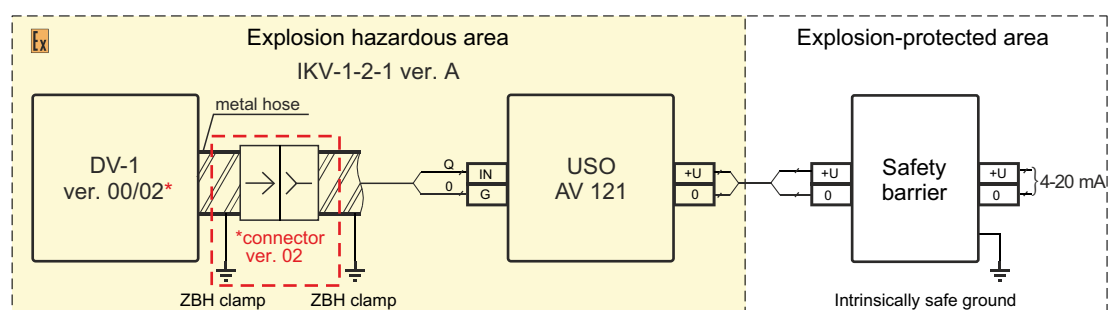 Ex
Explosion hazardous area
Explosion-protected area
IKV-1-2-1 ver. A
metal hose
DV-1
ver. 00/02*
*connector
ver. 02
Q
0
IN
G
USO
AV 121
+U
0
+U
0
Safety
barrier
+U
0
4-20 mA
ZBH clamp
ZBH clamp
Intrinsically safe ground